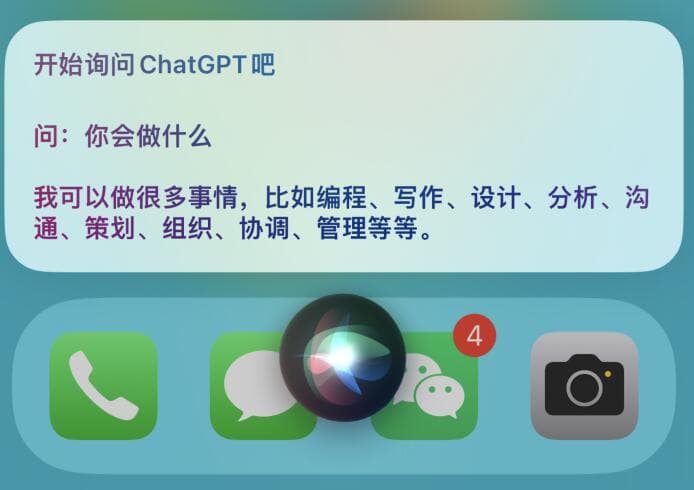 开始询问ChatGPT吧
问：你会做什么
我可以做很多事情，比如编程、写作、设计、分析、沟
通、策划、组织、协调、管理等等。
4